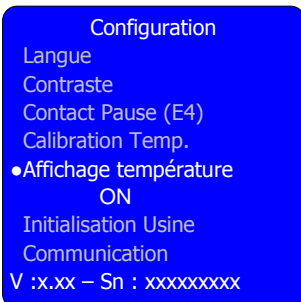 Configuration
Langue
Contraste
Contact Pause (E4)
Calibration Temp.
●Affichage température
ON
Initialisation Usine
Communication
V :x.xx – Sn : xxxxxxxxx